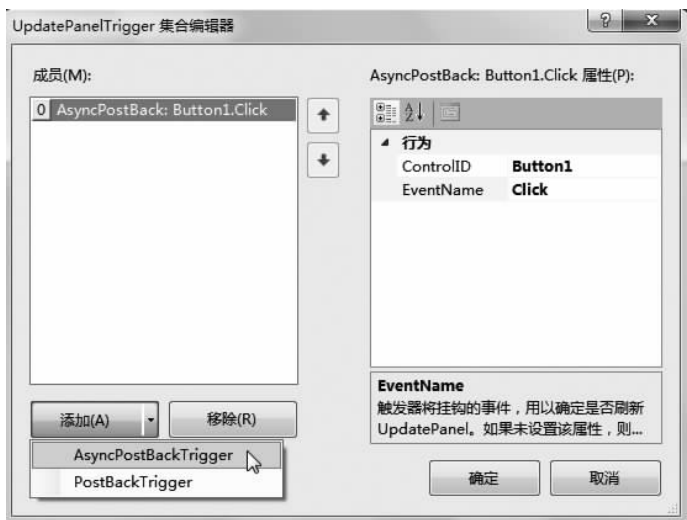 UpdatePanelTrigger 集合编辑器
成员(M):
0 AsyncPostBack: Button1.Click
添加(A)
移除(R)
AsyncPostBackTrigger
PostBackTrigger
AsyncPostBack: Button1.Click 属性(P):
行为
ControlID Button1
EventName Click
EventName
触发器将挂钩的事件，用以确定是否刷新
UpdatePanel。如果未设置该属性，则...
确定
取消